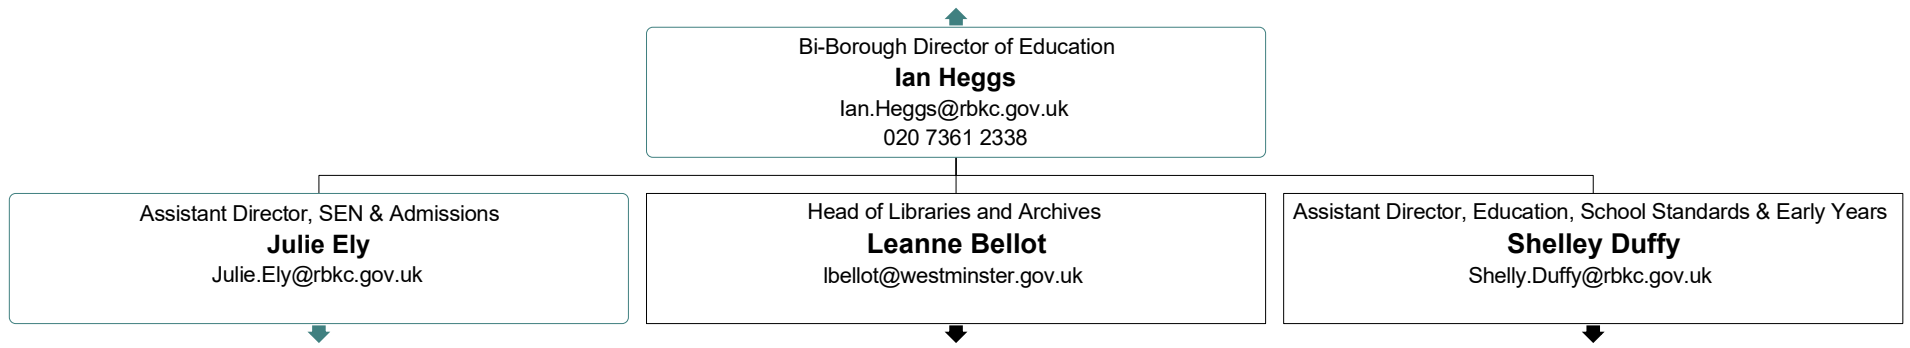 Bi-Borough Director of Education
Ian Heggs
Ian.Heggs@rbkc.gov.uk
020 7361 2338
Assistant Director, SEN & Admissions
Julie Ely
Julie.Ely@rbkc.gov.uk
Head of Libraries and Archives
Leanne Bellot
lbellot@westminster.gov.uk
Assistant Director, Education, School Standards & Early Years
Shelley Duffy
Shelly.Duffy@rbkc.gov.uk